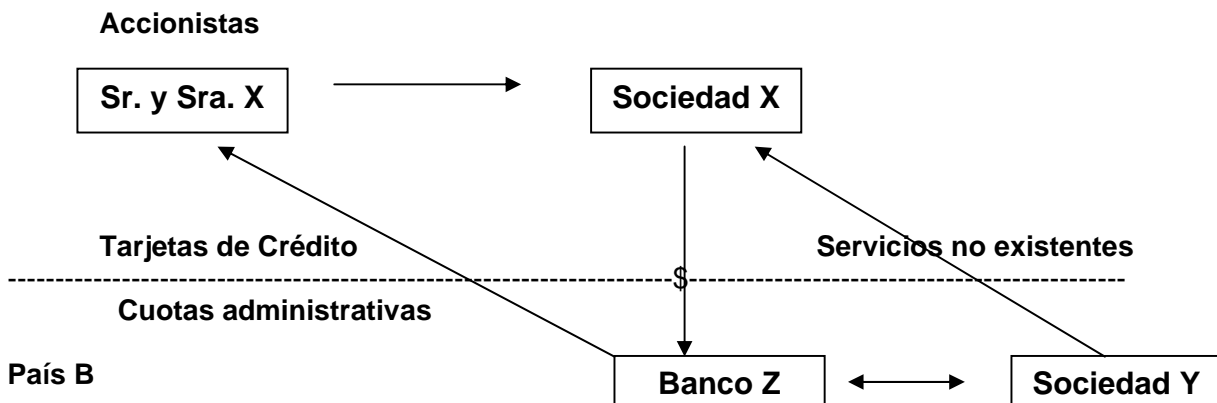 Accionistas
Sr. y Sra. X
Sociedad X
Tarjetas de Crédito
Servicios no existentes
$
Cuotas administrativas
País B
Banco Z
Sociedad Y